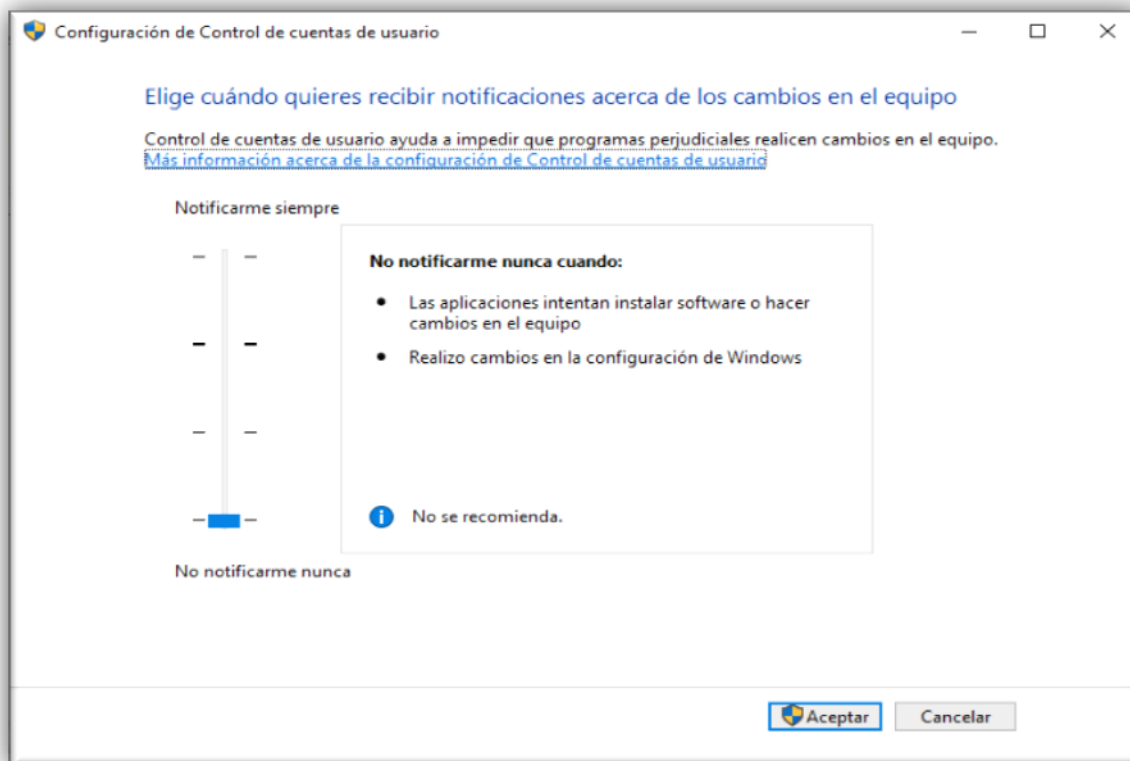 Configuración de Control de cuentas de usuario
Elige cuándo quieres recibir notificaciones acerca de los cambios en el equipo
Control de cuentas de usuario ayuda a impedir que programas perjudiciales realicen cambios en el equipo.
Más información acerca de la configuración de Control de cuentas de usuario
Notificarme siempre
No notificarme nunca cuando:
• Las aplicaciones intentan instalar software o hacer
cambios en el equipo
• Realizo cambios en la configuración de Windows
No se recomienda.
No notificarme nunca
Aceptar
Cancelar